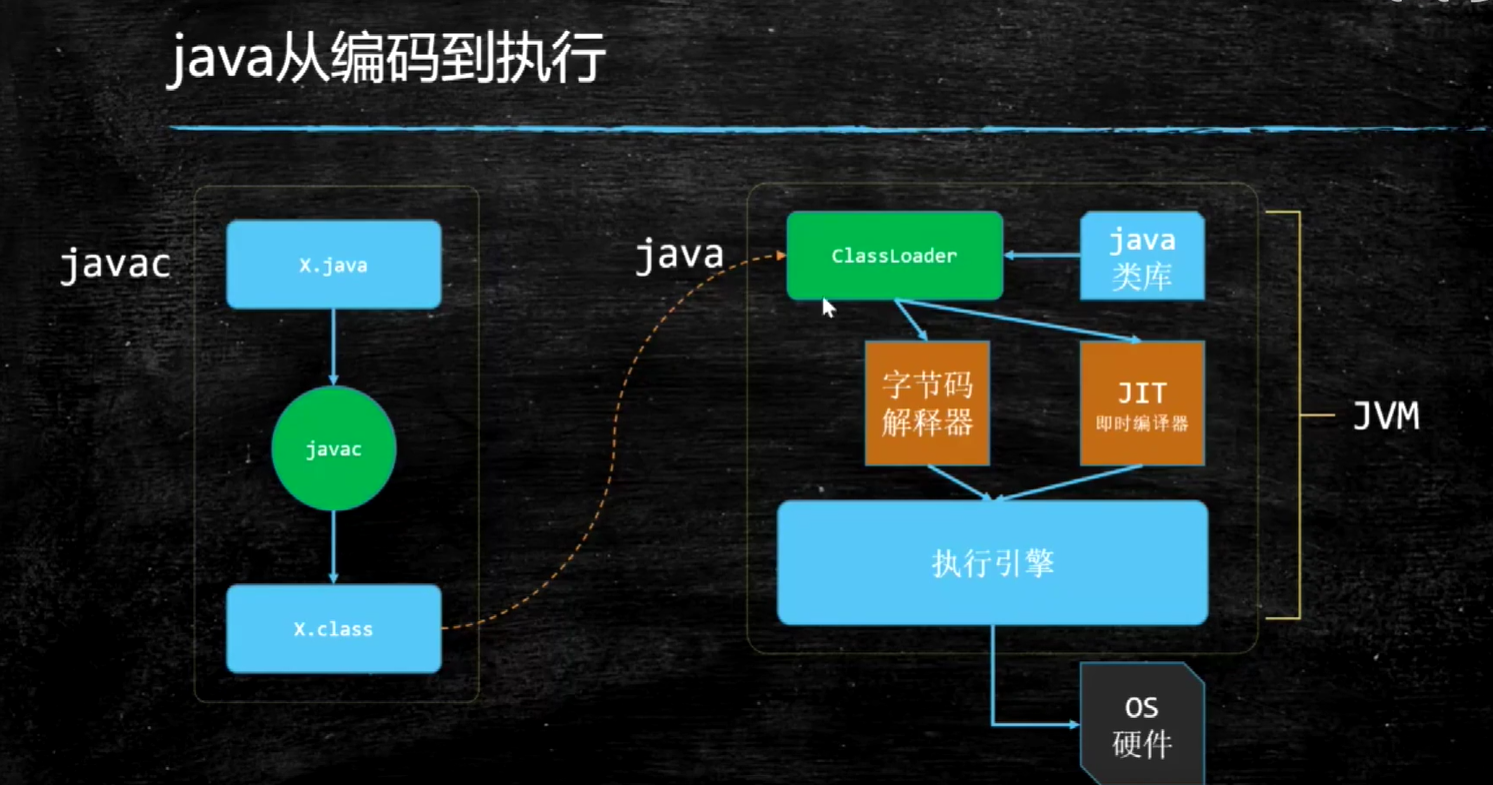 java从编码到执行
javac
X.java
javac
X.class
java
ClassLoader
java
类库
字节码
解释器
JIT
即时编译器
执行引擎
JVM
OS
硬件